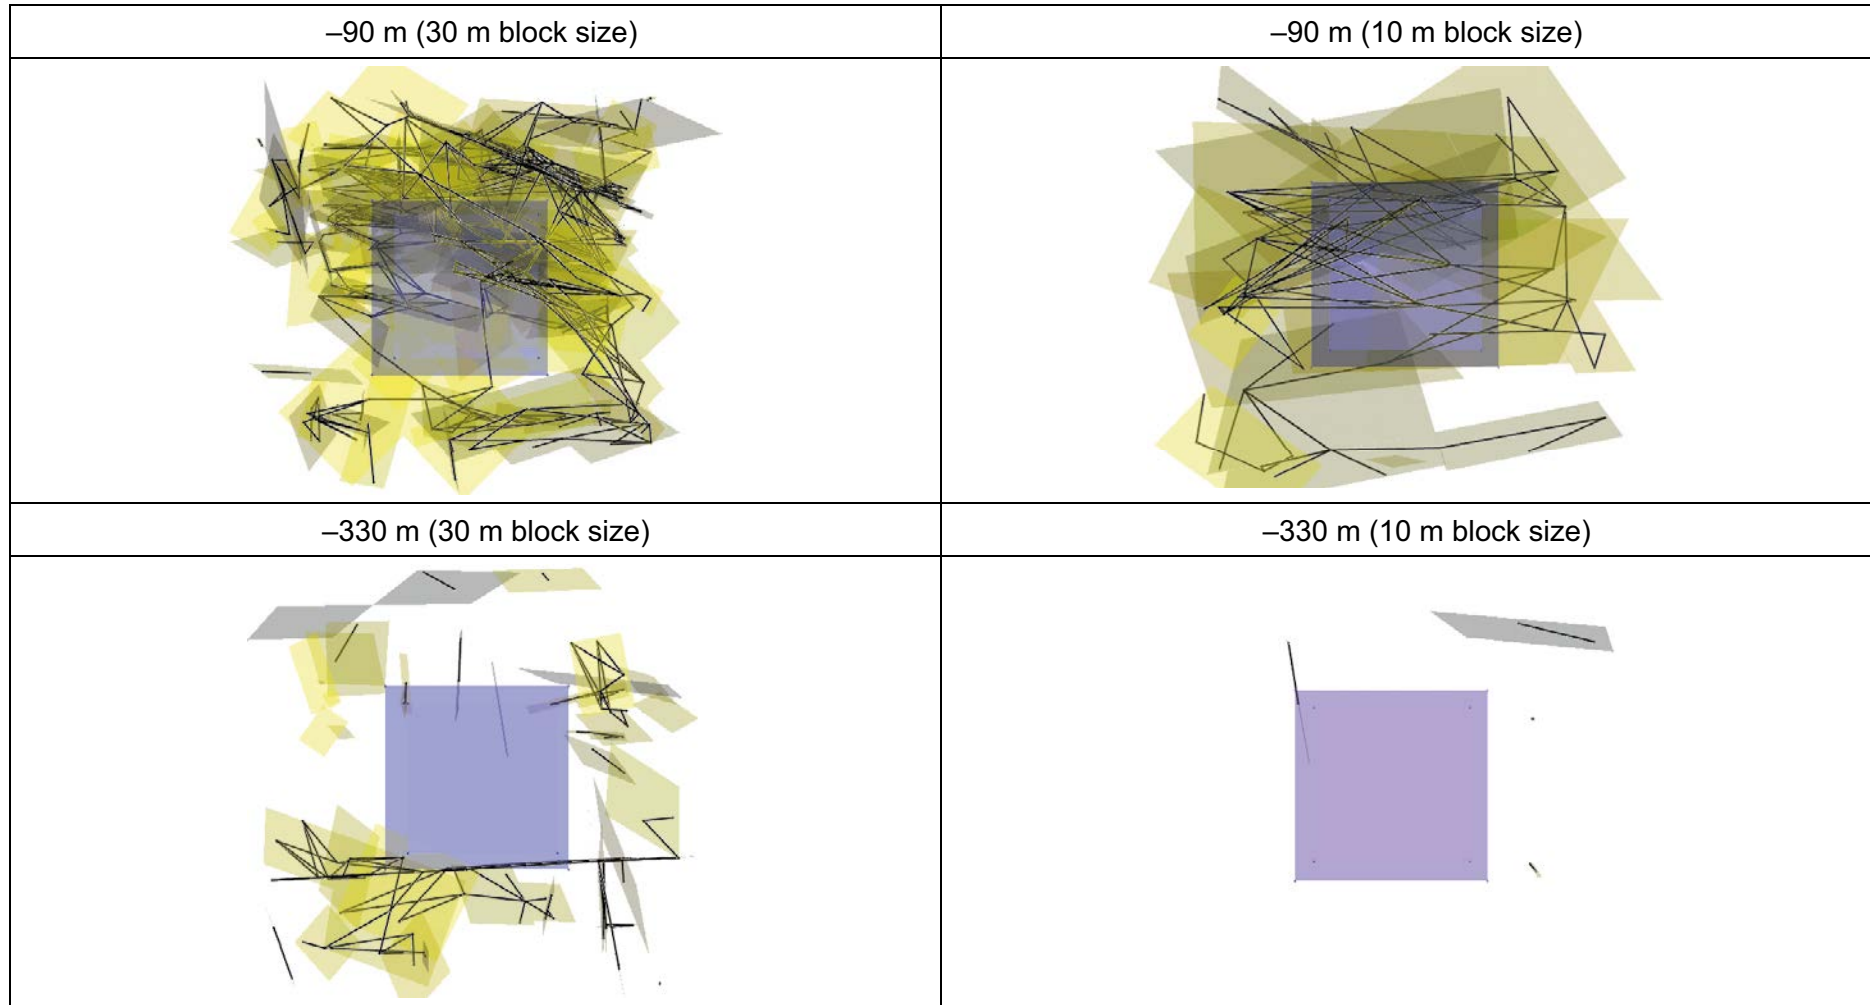 –90 m (30 m block size)
–90 m (10 m block size)
–330 m (30 m block size)
–330 m (10 m block size)